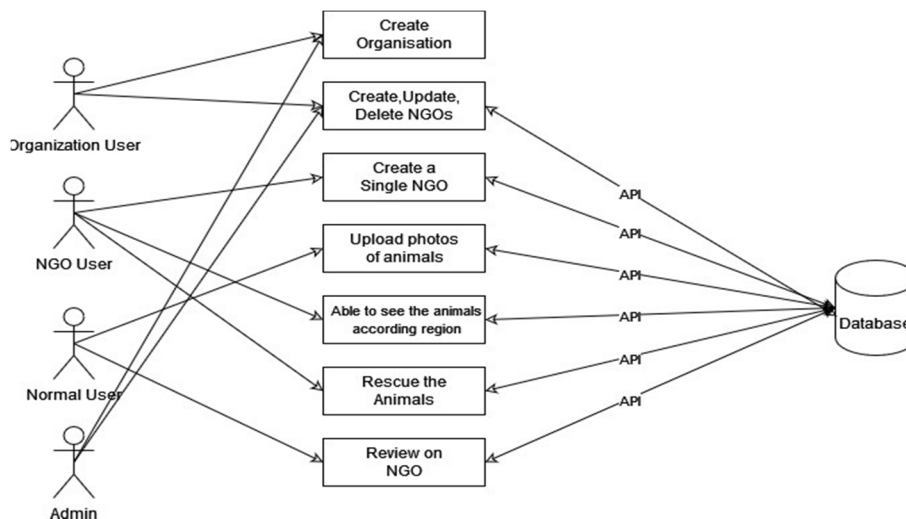 Create
Organisation
Organization User
Create,Update,
Delete NGOs
Create a
Single NGO
API
NGO User
API
Upload photos
of animals
API
Able to see the animals
according region
API
Database
Normal User
Rescue the
Animals
API
API
Review on
NGO
Admin